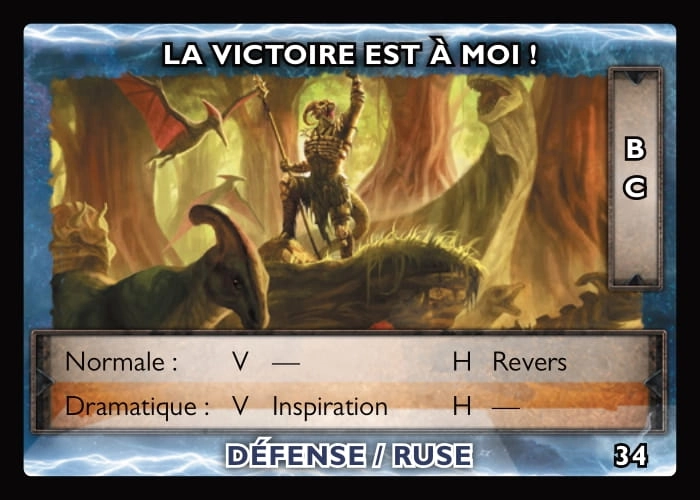 LA VICTOIRE EST À MOI !
B
C
Normale : V — H Revers
Dramatique : V Inspiration H —
DÉFENSE / RUSE 34